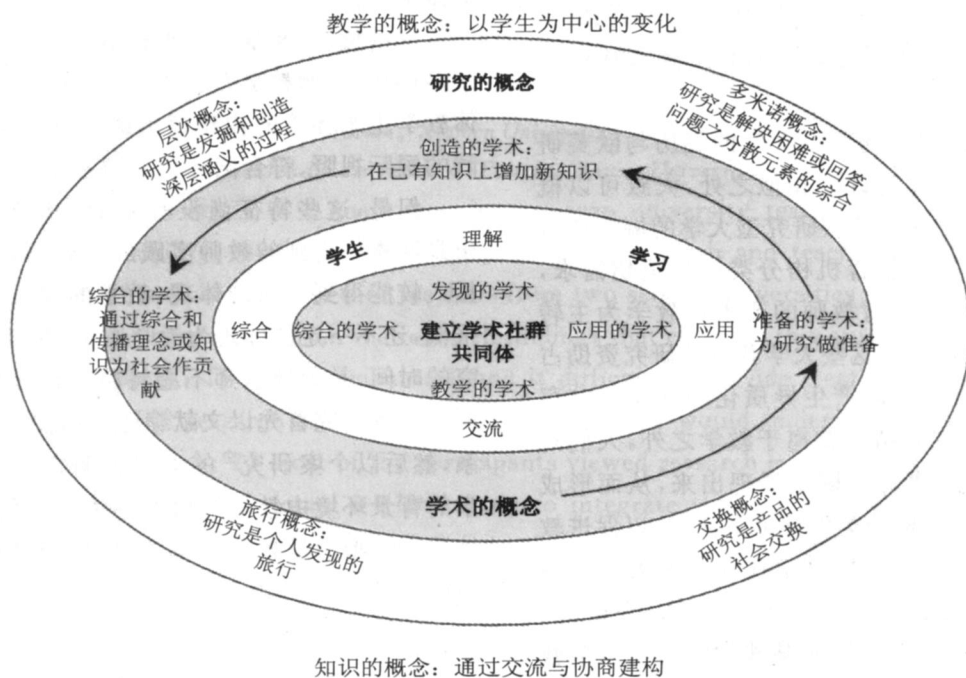 教学的概念：以学生为中心的变化
研究的概念
层次概念：
研究是发掘和创造
深层涵义的过程
多米诺概念：
研究是解决困难或回答
问题之分散元素的综合
创造的学术：
在已有知识上增加新知识
学生
理解
学习
发现的学术
综合的学术：
通过综合和
传播理念或知
识为社会作贡
献
综合
综合的学术
建立学术社群
共同体
应用的学术
应用
准备的学术：
为研究做准备
教学的学术
交流
学术的概念
旅行概念：
研究是个人发现的
旅行
交换概念：
研究是产品的
社会交换
知识的概念：通过交流与协商建构